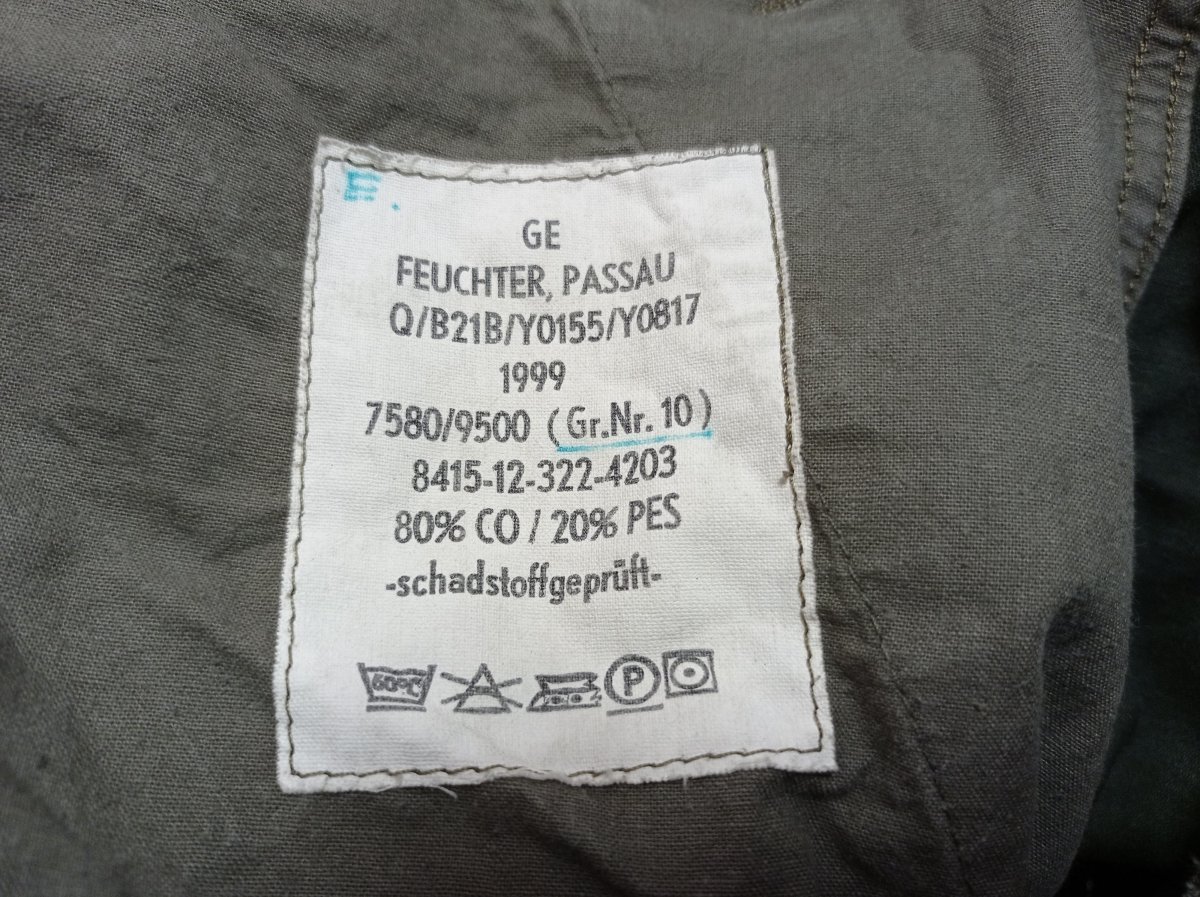 E.
GE
FEUCHTER, PASSAU
Q/B21B/Y0155/Y0817
1999
7580/9500 (Gr.Nr. 10)
8415-12-322-4203
80% CO / 20% PES
-schadstoffgeprüft-
60°C P